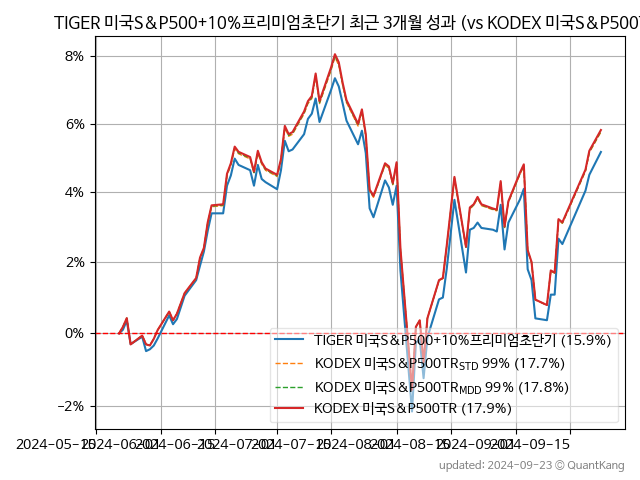 TIGER 미국S&P500+10%프리미엄초단기 최근 3개월 성과 (vs KODEX 미국S&P500
8%
6%
4%
2%
0%
−2%
TIGER 미국S&P500+10%프리미엄초단기 (15.9%)
KODEX 미국S&P500TRSTD 99% (17.7%)
KODEX 미국S&P500TRMDD 99% (17.8%)
KODEX 미국S&P500TR (17.9%)
2024-05-15 2024-06-01 2024-06-15 2024-07-01 2024-07-15 2024-08-01 2024-08-15 2024-09-01 2024-09-15
updated: 2024-09-23 © QuantKang